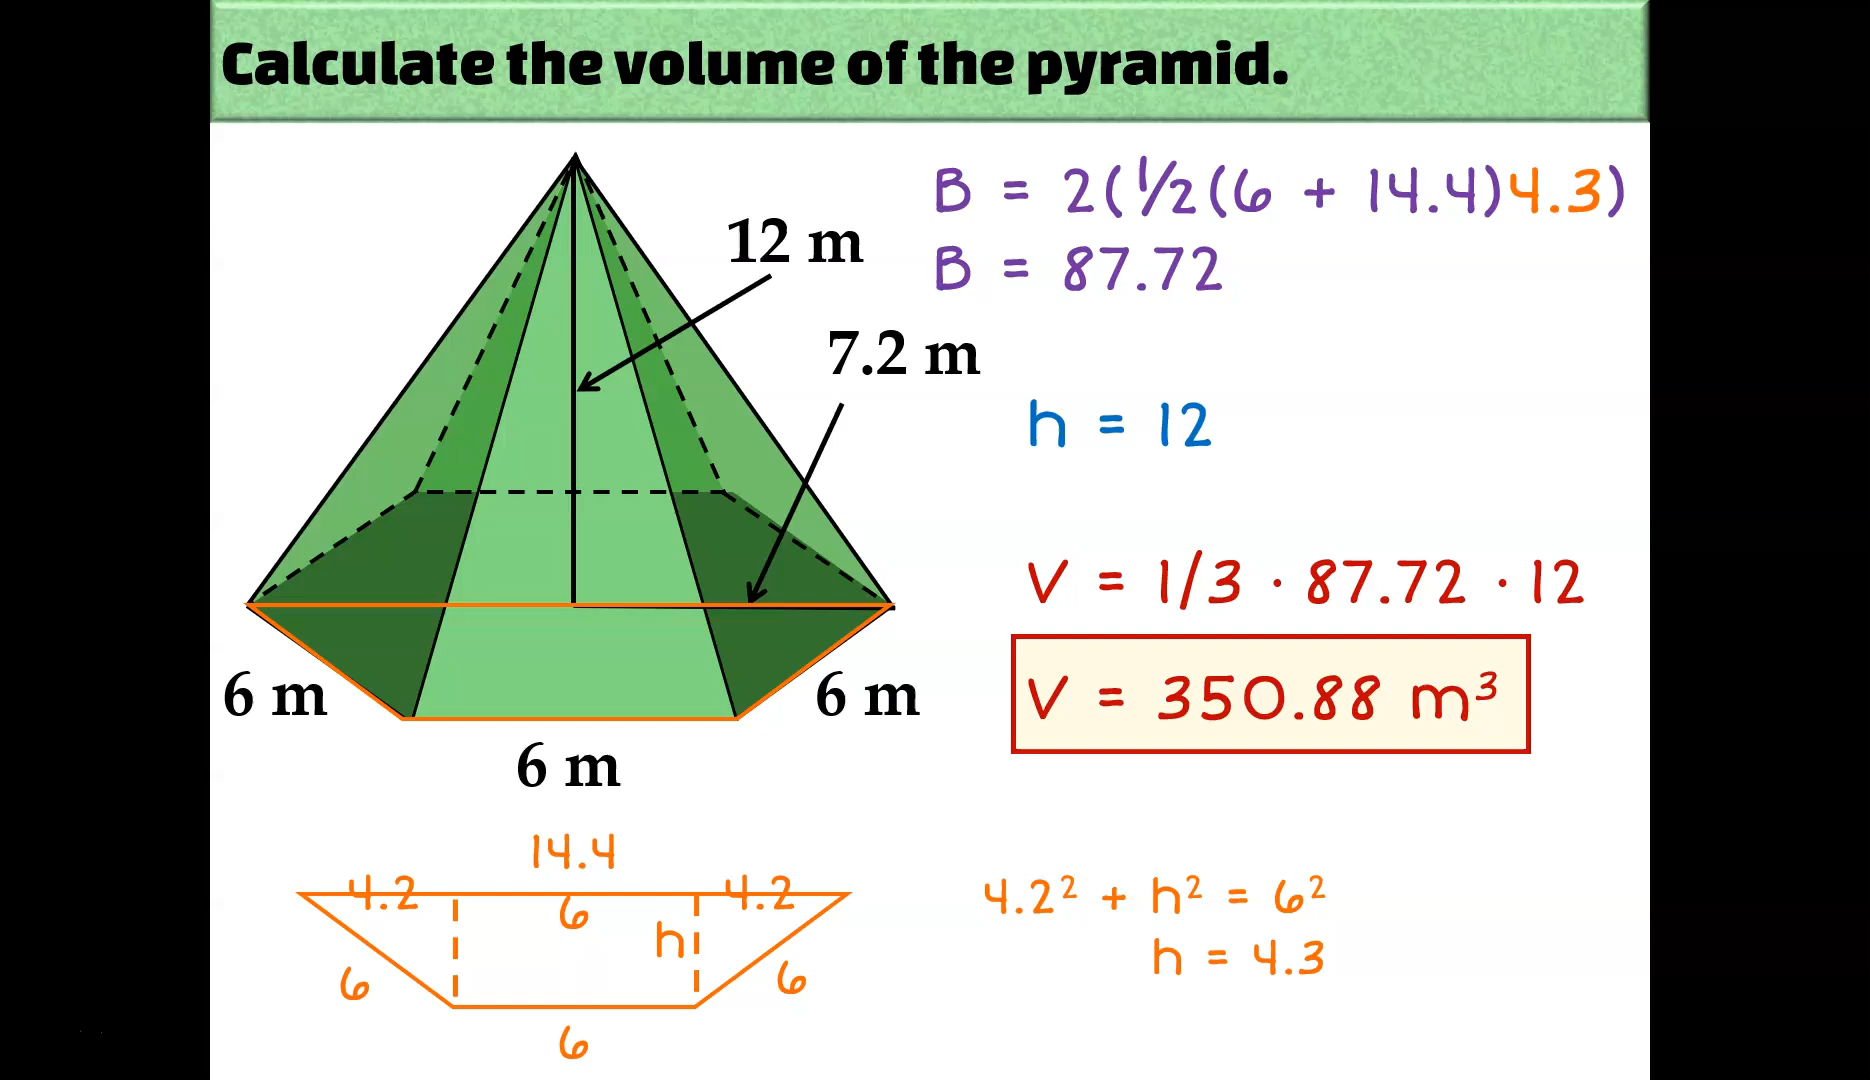 Calculate the volume of the pyramid.
B = 2(½(6 + 14.4)4.3)
12 m
B = 87.72
7.2 m
h = 12
V = 1/3 · 87.72 · 12
6 m
6 m
V = 350.88 m³
6 m
14.4
4.2
4.2
6
h
6
6
6
4.2² + h² = 6²
h = 4.3